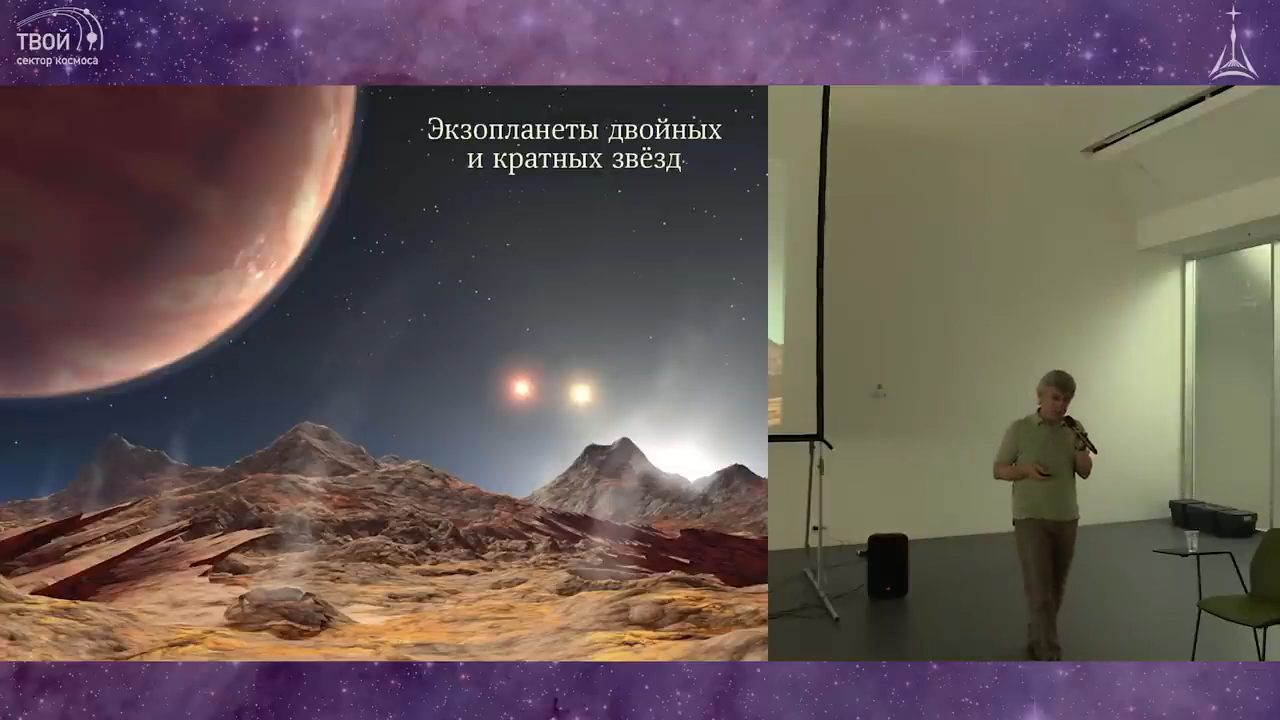 ТВОЙ
сектор космоса
Экзопланеты двойных
и кратных звёзд